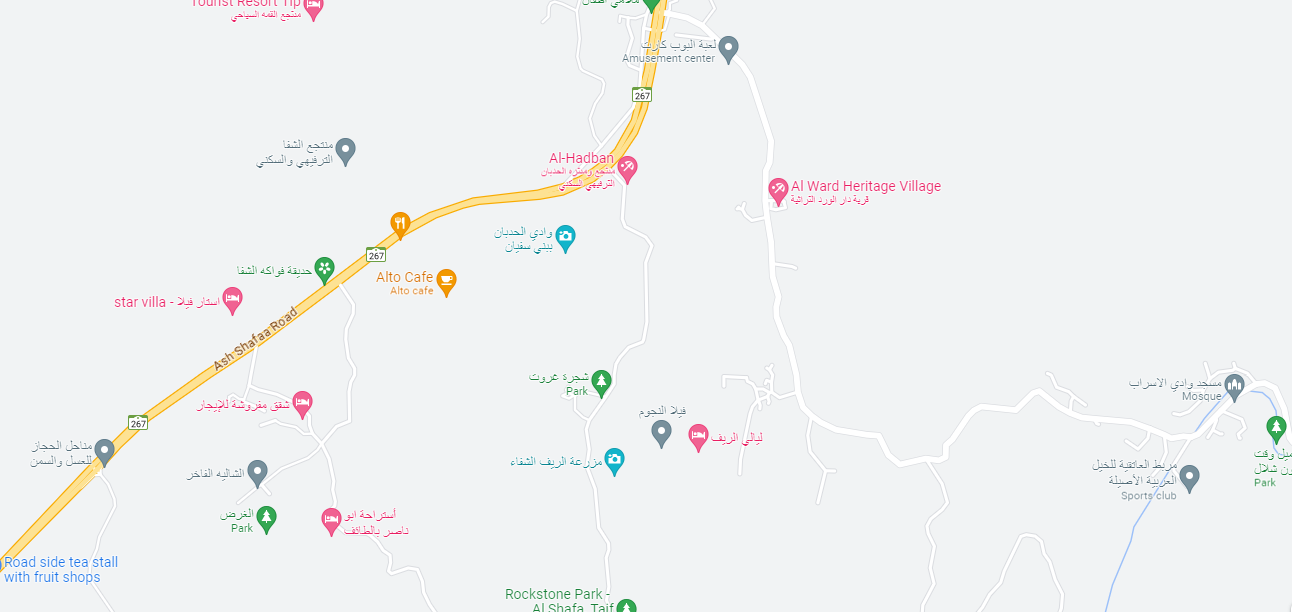 Tourist Resort Tip
منتجع القمه السياحي
لعبة اليوب كارت
Amusement center
267
منتجع الشفا
الترفيهي والسكني
Al-Hadban
منتجع ومنتزه الحدبان
الترفيهي السكني
Al Ward Heritage Village
قرية دار الورد التراثية
وادي الحدبان
ببني سفيان
267
حديقة فواكه الشفا
Alto Cafe
Alto cafe
star villa - استار فيلا
Ash Shafaa Road
شجرة غروت
Park
مسجد وادي الاسراب
Mosque
شقق مفروشة للإيجار
فيلا النجوم
267
ليالي الريف
مناحل الحجاز
للعسل والسمن
مزرعة الريف الشفاء
الشاليه الفاخر
مربط العاتقية للخيل
العربية الأصيلة
Sports club
Park
الغرض
Park
أستراحة ابو
ناصر بالطائف
Road side tea stall
with fruit shops
Rockstone Park -
Al Shafa, Taif